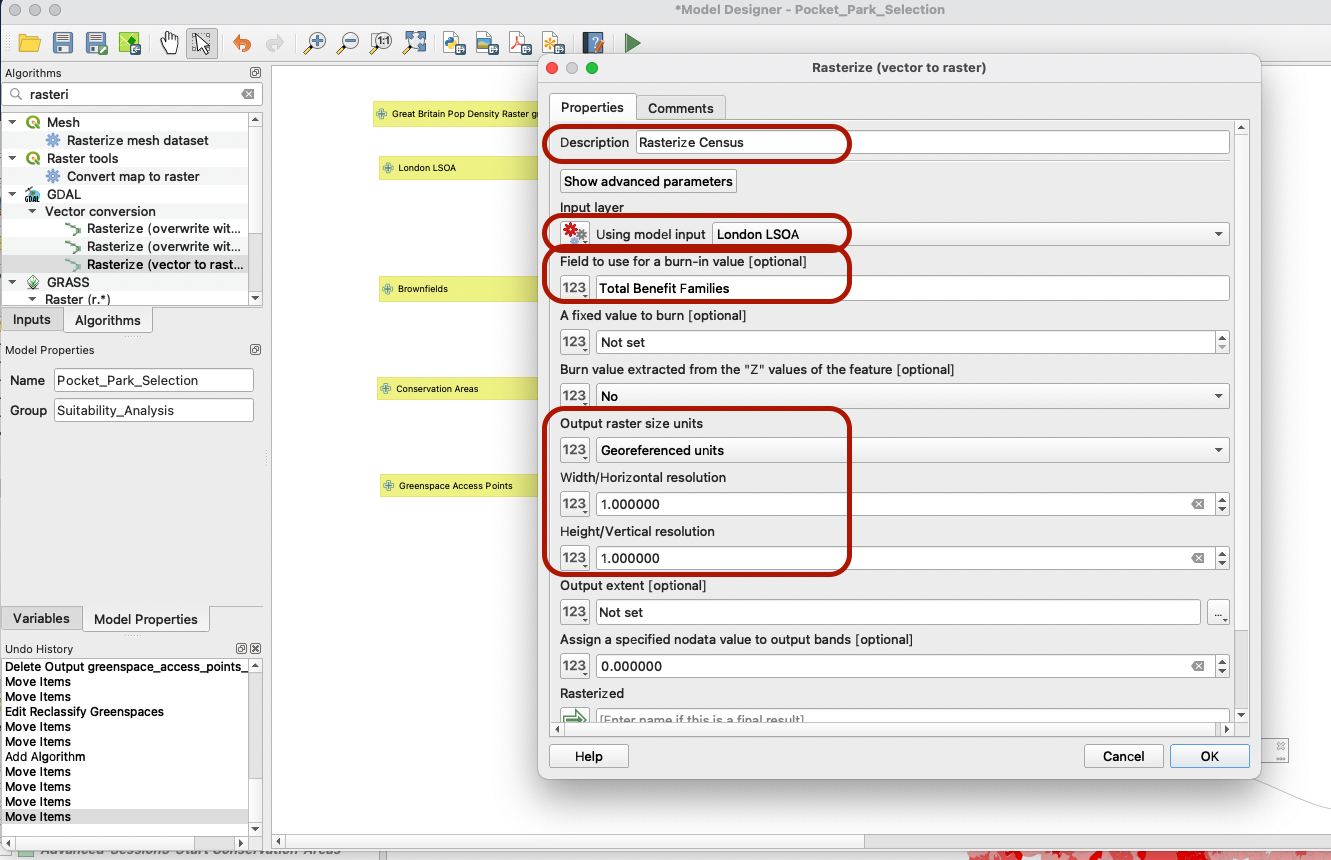 *Model Designer - Pocket_Park_Selection
Algorithms
rasteri
Mesh
Rasterize mesh dataset
Raster tools
Convert map to raster
GDAL
GDAL
Vector conversion
Rasterize (overwrite wit...
Rasterize (overwrite wit...
Rasterize (vector to rast...
GRASS
Raster (r.*)
Inputs
Algorithms
Model Properties
Name
Pocket_Park_Selection
Group
Suitability_Analysis
Variables
Model Properties
Undo History
Delete Output greenspace_access_points_
Move Items
Move Items
Edit Reclassify Greenspaces
Move Items
Move Items
Add Algorithm
Move Items
Move Items
Move Items
Move Items
Advanced Sessions Start Conservation Areas
Great Britain Pop Density Raster
London LSOA
Brownfields
Conservation Areas
Greenspace Access Points
Rasterize (vector to raster)
Properties
Comments
Description
Rasterize Census
Show advanced parameters
Input layer
Using model input
London LSOA
Field to use for a burn-in value [optional]
123
Total Benefit Families
A fixed value to burn [optional]
123
Not set
Burn value extracted from the "Z" values of the feature [optional]
123
No
Output raster size units
123
Georeferenced units
Width/Horizontal resolution
123
1.000000
Height/Vertical resolution
123
1.000000
Output extent [optional]
123
Not set
...
Assign a specified nodata value to output bands [optional]
123
0.000000
Rasterized
[Enter name if this is a final result]
Help
Cancel
OK